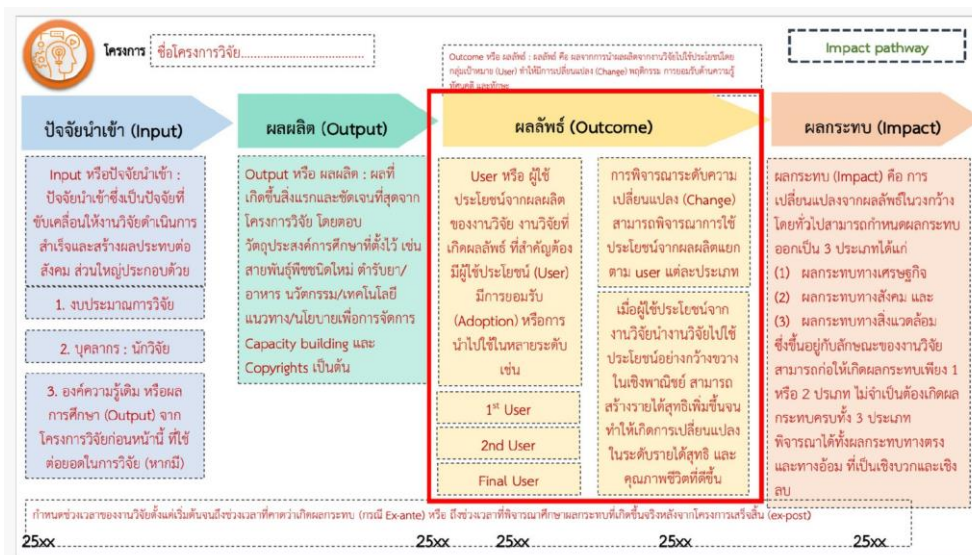 โครงการ ชื่อโครงการวิจัย
Outcome หรือ ผลลัพธ์ : ผลลัพธ์ คือ ผลจากการนำผลผลิตจากงานวิจัยไปใช้ประโยชน์โดย
กลุ่มเป้าหมาย (User) ทำให้มีการเปลี่ยนแปลง (Change) พฤติกรรม การยอมรับด้านความรู้
ทัศนคติ และทักษะ
Impact pathway
ปัจจัยนำเข้า (Input)
ผลผลิต (Output)
ผลลัพธ์ (Outcome)
ผลกระทบ (Impact)
Input หรือปัจจัยนำเข้า :
ปัจจัยนำเข้าซึ่งเป็นปัจจัยที่
ขับเคลื่อนให้งานวิจัยดำเนินการ
สำเร็จและสร้างผลประทบต่อ
สังคม ส่วนใหญ่ประกอบด้วย
1. งบประมาณการวิจัย
2. บุคลากร : นักวิจัย
3. องค์ความรู้เดิม หรือผล
การศึกษา (Output) จาก
โครงการวิจัยก่อนหน้านี้ ที่ใช้
ต่อยอดในการวิจัย (หากมี)
Output หรือ ผลผลิต : ผลที่
เกิดขึ้นสิ่งแรกและชัดเจนที่สุดจาก
โครงการวิจัย โดยตอบ
วัตถุประสงค์การศึกษาที่ตั้งไว้ เช่น
สายพันธุ์พืชชนิดใหม่ ตำรับยา/
อาหาร นวัตกรรม/เทคโนโลยี
แนวทาง/นโยบายเพื่อการจัดการ
Capacity building และ
Copyrights เป็นต้น
User หรือ ผู้ใช้
ประโยชน์จากผลผลิต
ของงานวิจัย งานวิจัยที่
เกิดผลลัพธ์ ที่สำคัญต้อง
มีผู้ใช้ประโยชน์ (User)
มีการยอมรับ
(Adoption) หรือการ
นำไปใช้ในหลายระดับ
เช่น
1st User
2nd User
Final User
การพิจารณาระดับความ
เปลี่ยนแปลง (Change)
สามารถพิจารณาการใช้
ประโยชน์จากผลผลิตแยก
ตาม user แต่ละประเภท
เมื่อผู้ใช้ประโยชน์จาก
งานวิจัยนำงานวิจัยไปใช้
ประโยชน์อย่างกว้างขวาง
ในเชิงพาณิชย์ สามารถ
สร้างรายได้สุทธิเพิ่มขึ้นจน
ทำให้เกิดการเปลี่ยนแปลง
ในระดับรายได้สุทธิ และ
คุณภาพชีวิตที่ดีขึ้น
ผลกระทบ (Impact) คือ การ
เปลี่ยนแปลงจากผลลัพธ์ในวงกว้าง
โดยทั่วไปสามารถกำหนดผลกระทบ
ออกเป็น 3 ประเภทได้แก่
(1) ผลกระทบทางเศรษฐกิจ
(2) ผลกระทบทางสังคม และ
(3) ผลกระทบทางสิ่งแวดล้อม
ซึ่งขึ้นอยู่กับลักษณะของงานวิจัย
สามารถก่อให้เกิดผลกระทบเพียง 1
หรือ 2 ประเภท ไม่จำเป็นต้องเกิดผล
กระทบครบทั้ง 3 ประเภท
พิจารณาได้ทั้งผลกระทบทางตรง
และทางอ้อม ที่เป็นเชิงบวกและเชิง
ลบ
กำหนดช่วงเวลาของงานวิจัยตั้งแต่เริ่มต้นจนถึงช่วงเวลาที่คาดว่าเกิดผลกระทบ (กรณี Ex-ante) หรือ ถึงช่วงเวลาที่พิจารณาศึกษาผลกระทบที่เกิดขึ้นจริงหลังจากโครงการเสร็จสิ้น (ex-post)
25xx 25xx 25xx 25xx 25xx